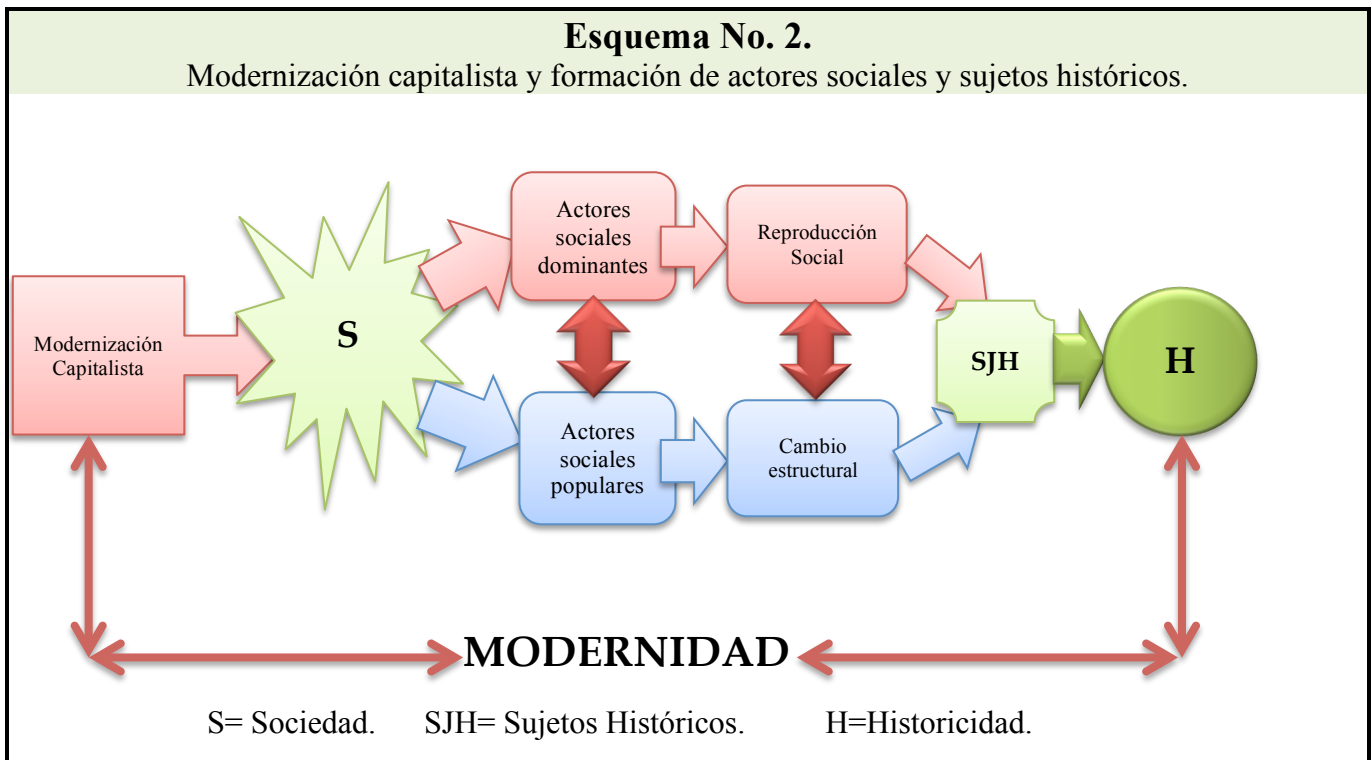 Esquema No. 2.
Modernización capitalista y formación de actores sociales y sujetos históricos.
Modernización
Capitalista
S
Actores
sociales
dominantes
Reproducción
Social
Actores
sociales
populares
Cambio
estructural
SJH
H
MODERNIDAD
S= Sociedad. SJH= Sujetos Históricos. H=Historicidad.